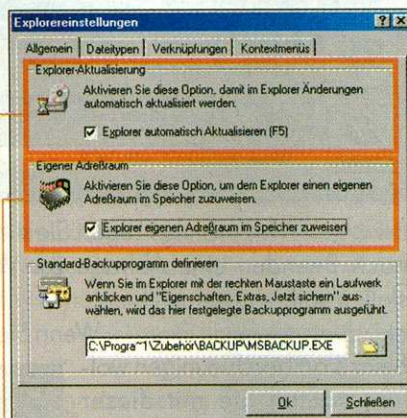 Explorereinstellungen
Allgemein Dateitypen Verknüpfungen Kontextmenüs
Explorer-Aktualisierung
Aktivieren Sie diese Option, damit im Explorer Änderungen
automatisch aktualisiert werden.
Explorer automatisch Aktualisieren (F5)
Eigener Adreßraum
Aktivieren Sie diese Option, um dem Explorer einen eigenen
Adreßraum im Speicher zuzuweisen.
Explorer eigenen Adreßraum im Speicher zuweisen
Standard-Backupprogramm definieren
Wenn Sie im Explorer mit der rechten Maustaste ein Laufwerk
anklicken und "Eigenschaften, Extras, Jetzt sichern" aus-
wählen, wird das hier festgelegte Backupprogramm ausgeführt.
C:\Progra~1\Zubehör\BACKUP\MSBACKUP.EXE
Ok Schließen